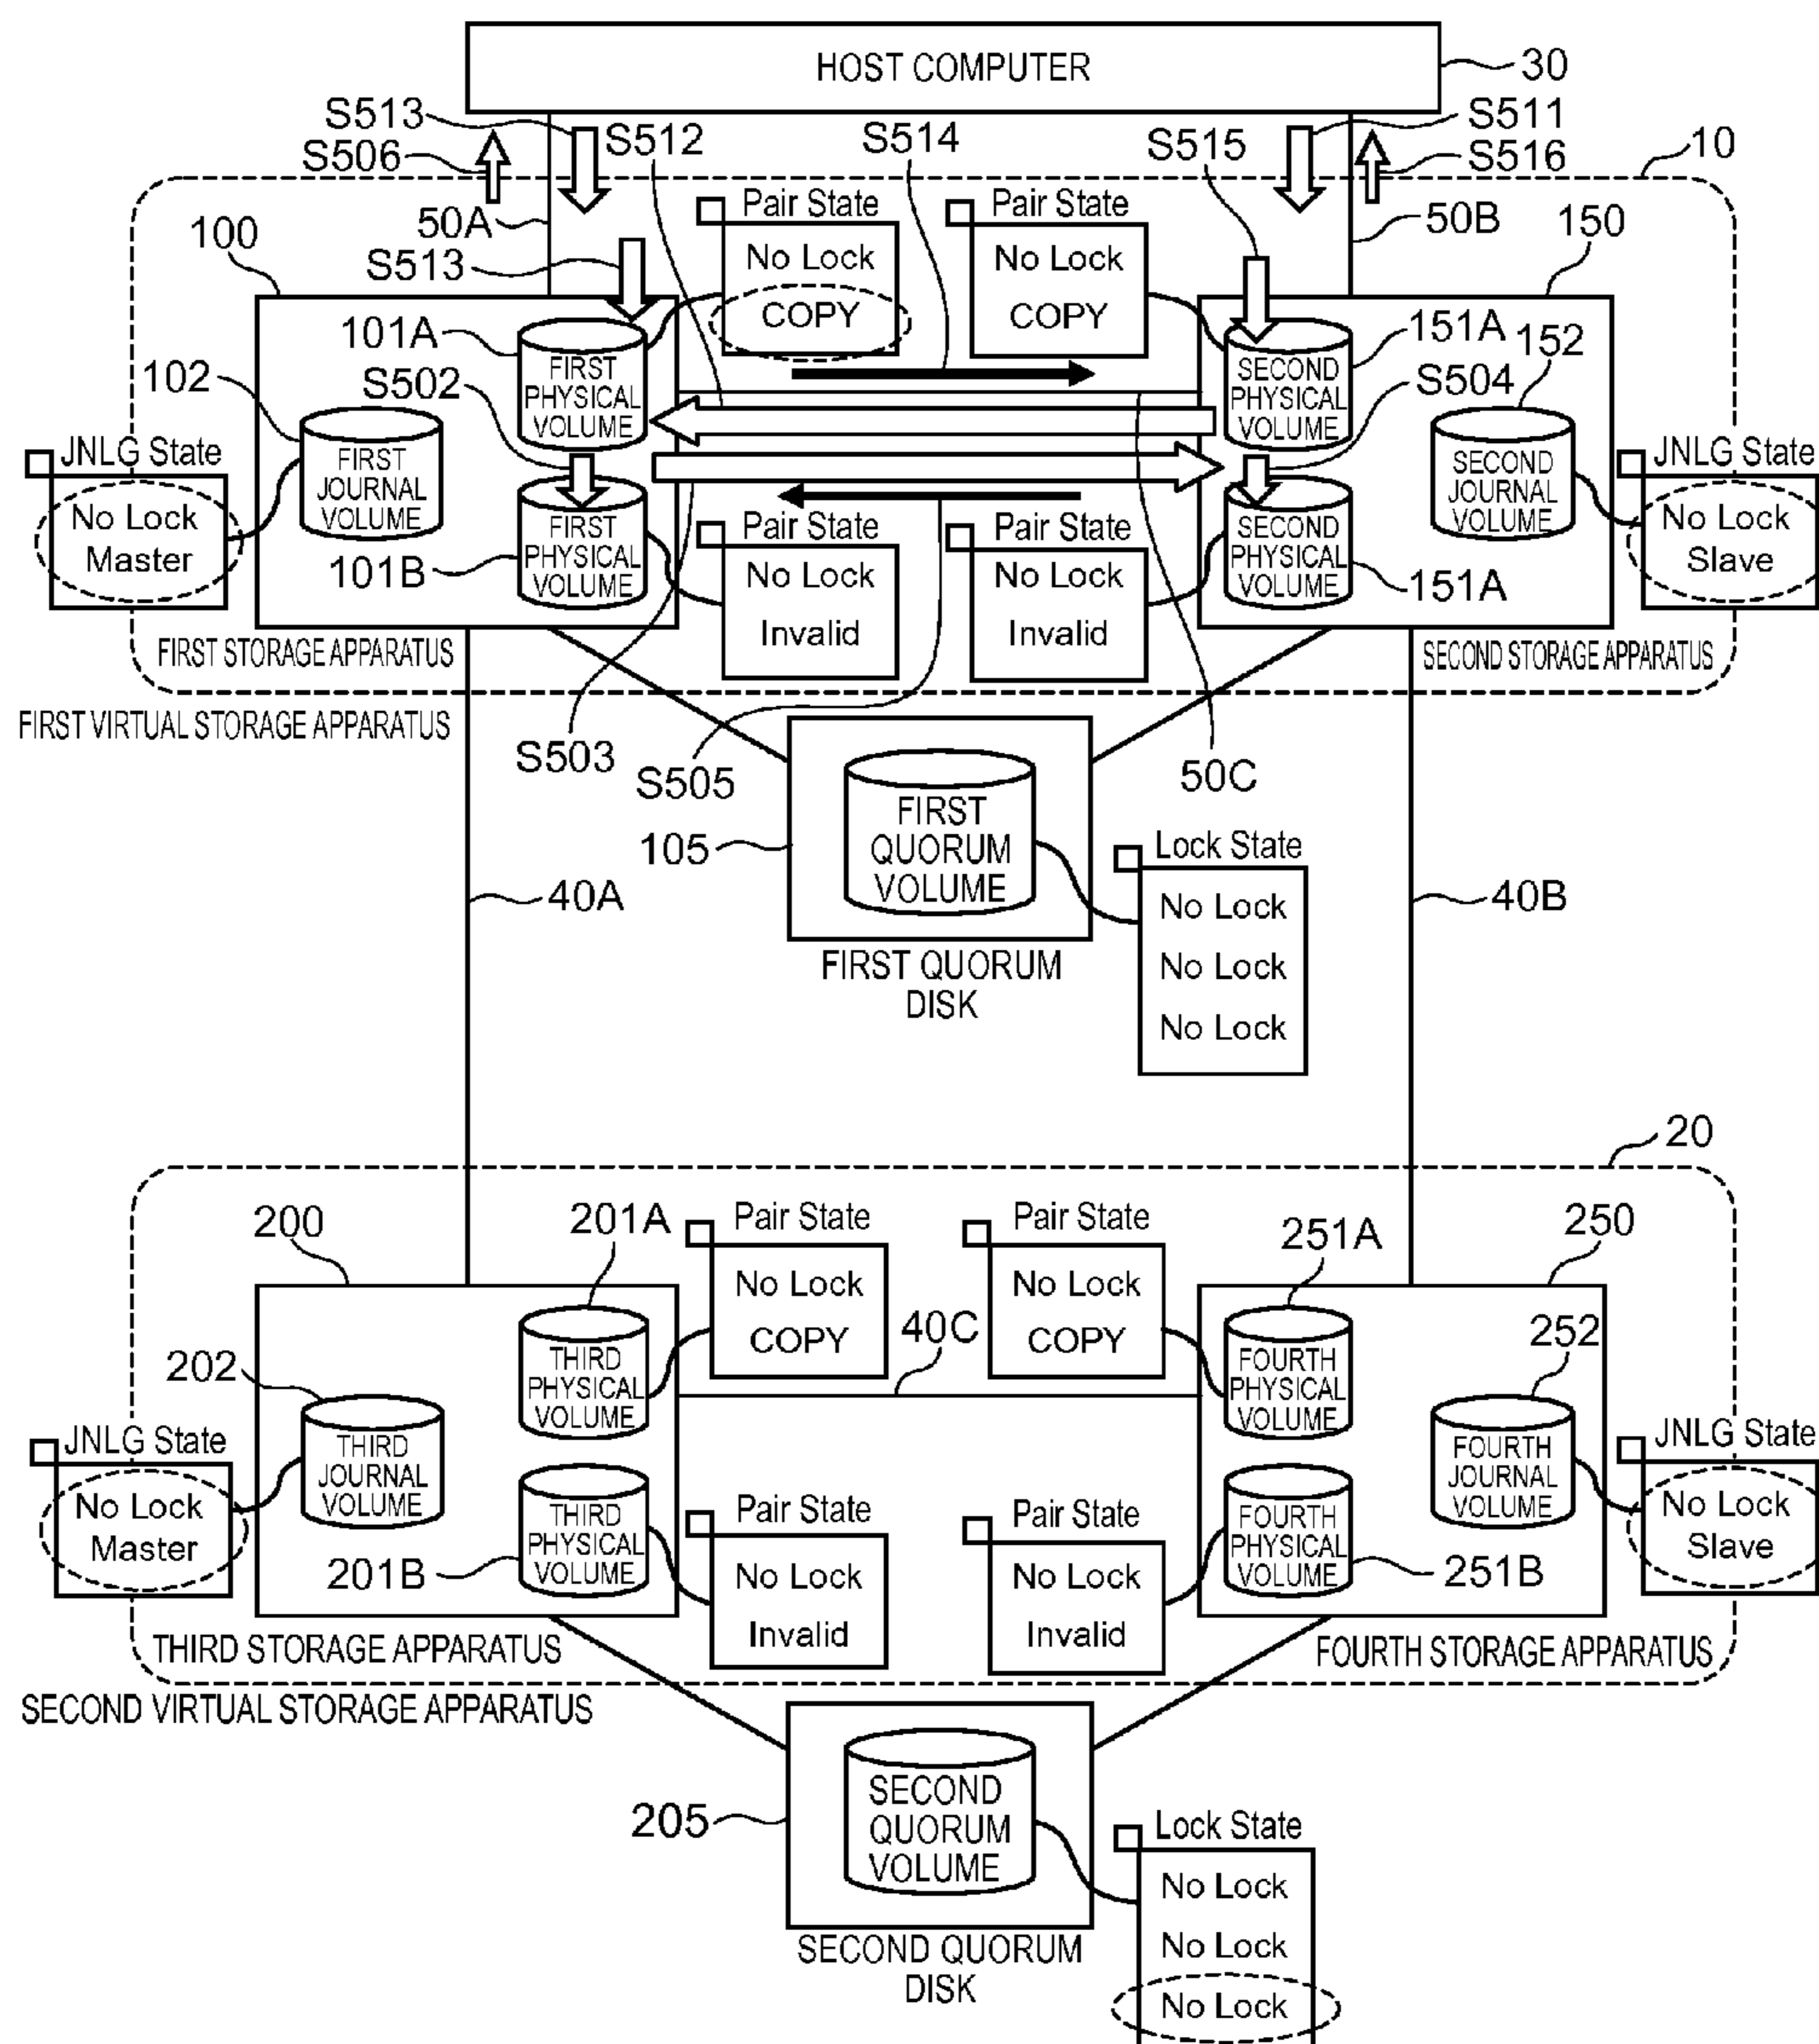 HOST COMPUTER
30
S513
S506
S512
S514
S515
S511
S516
10
50A
50B
100
150
S513
Pair State
No Lock
COPY
Pair State
No Lock
COPY
101A
102
S502
151A
152
S504
FIRST
PHYSICAL
VOLUME
SECOND
PHYSICAL
VOLUME
JNLG State
No Lock
Master
FIRST
JOURNAL
VOLUME
SECOND
JOURNAL
VOLUME
JNLG State
No Lock
Slave
101B
FIRST
PHYSICAL
VOLUME
Pair State
No Lock
Invalid
Pair State
No Lock
Invalid
SECOND
PHYSICAL
VOLUME
151A
FIRST STORAGE APPARATUS
SECOND STORAGE APPARATUS
FIRST VIRTUAL STORAGE APPARATUS
S503
S505
50C
105
FIRST
QUORUM
VOLUME
FIRST QUORUM
DISK
Lock State
No Lock
No Lock
No Lock
40A
40B
20
200
201A
Pair State
No Lock
COPY
Pair State
No Lock
COPY
251A
250
40C
202
252
THIRD
PHYSICAL
VOLUME
FOURTH
PHYSICAL
VOLUME
JNLG State
No Lock
Master
THIRD
JOURNAL
VOLUME
FOURTH
JOURNAL
VOLUME
JNLG State
No Lock
Slave
201B
THIRD
PHYSICAL
VOLUME
Pair State
No Lock
Invalid
Pair State
No Lock
Invalid
FOURTH
PHYSICAL
VOLUME
251B
THIRD STORAGE APPARATUS
FOURTH STORAGE APPARATUS
SECOND VIRTUAL STORAGE APPARATUS
205
SECOND
QUORUM
VOLUME
SECOND QUORUM
DISK
Lock State
No Lock
No Lock
No Lock